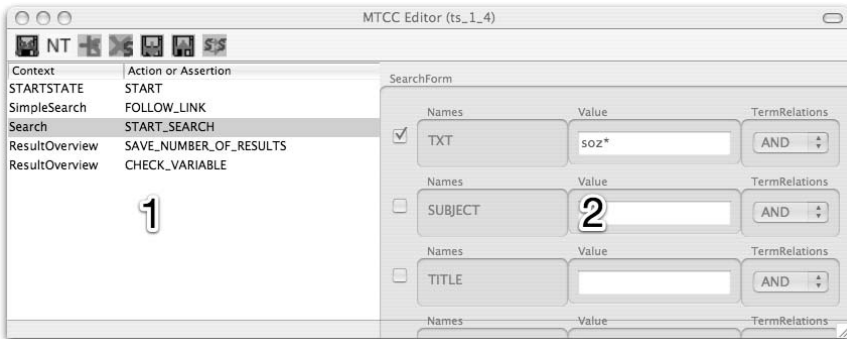 MTCC Editor (ts_1_4)
NT S S|S
Context Action or Assertion
STARTSTATE START
SimpleSearch FOLLOW_LINK
Search START_SEARCH
ResultOverview SAVE_NUMBER_OF_RESULTS
ResultOverview CHECK_VARIABLE
1
SearchForm
Names Value TermRelations
TXT soz* AND
Names Value TermRelations
SUBJECT 2 AND
Names Value TermRelations
TITLE AND
Names Value TermRelations